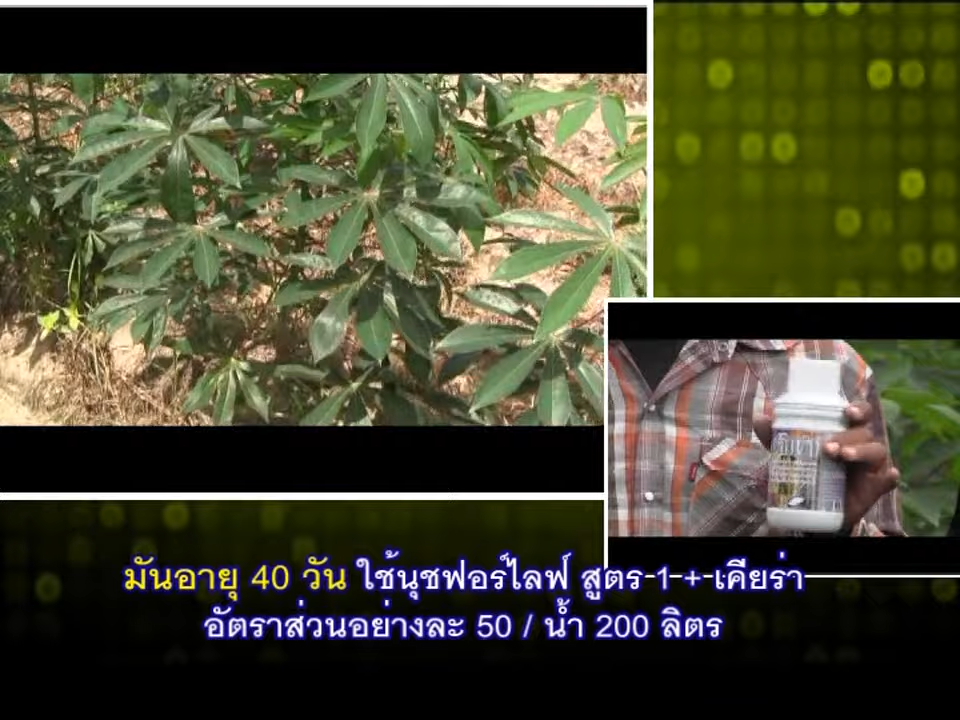 มันอายุ 40 วัน ใช้นุชฟอร์ไลฟ์ สูตร 1 + เคียร่า
อัตราส่วนอย่างละ 50 / น้ำ 200 ลิตร